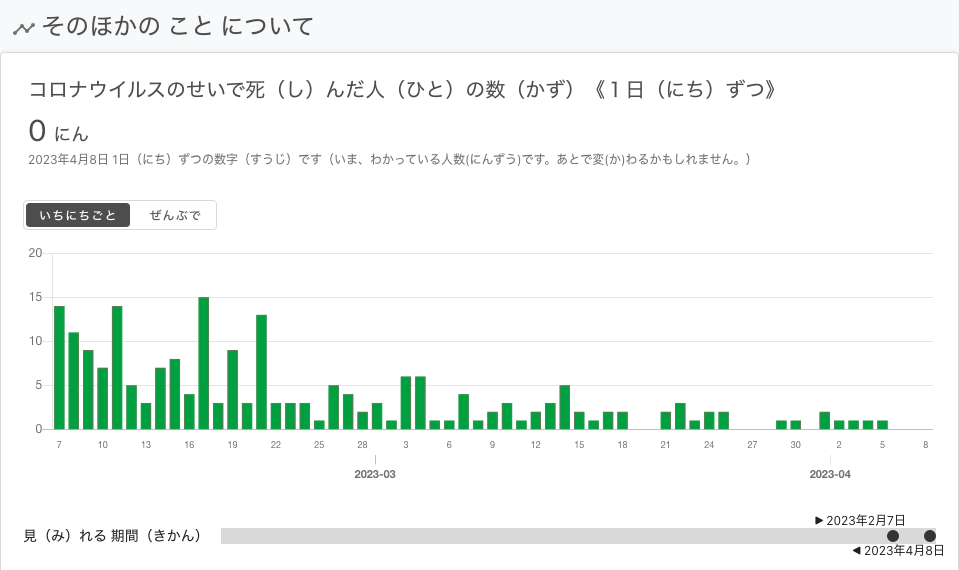 そのほかの こと について
コロナウイルスのせいで死（し）んだ人（ひと）の数（かず）《１日（にち）ずつ》
0 にん
2023年4月8日 1日（にち）ずつの数字（すうじ）です（いま、わかっている人数(にんずう)です。あとで変(か)わるかもしれません。）
いちにちごと ぜんぶで
20
15
10
5
0
7 10 13 16 19 22 25 28 3 6 9 12 15 18 21 24 27 30 2 5 8
2023-03 2023-04
▶2023年2月7日
見（み）れる 期間（きかん）
◀2023年4月8日